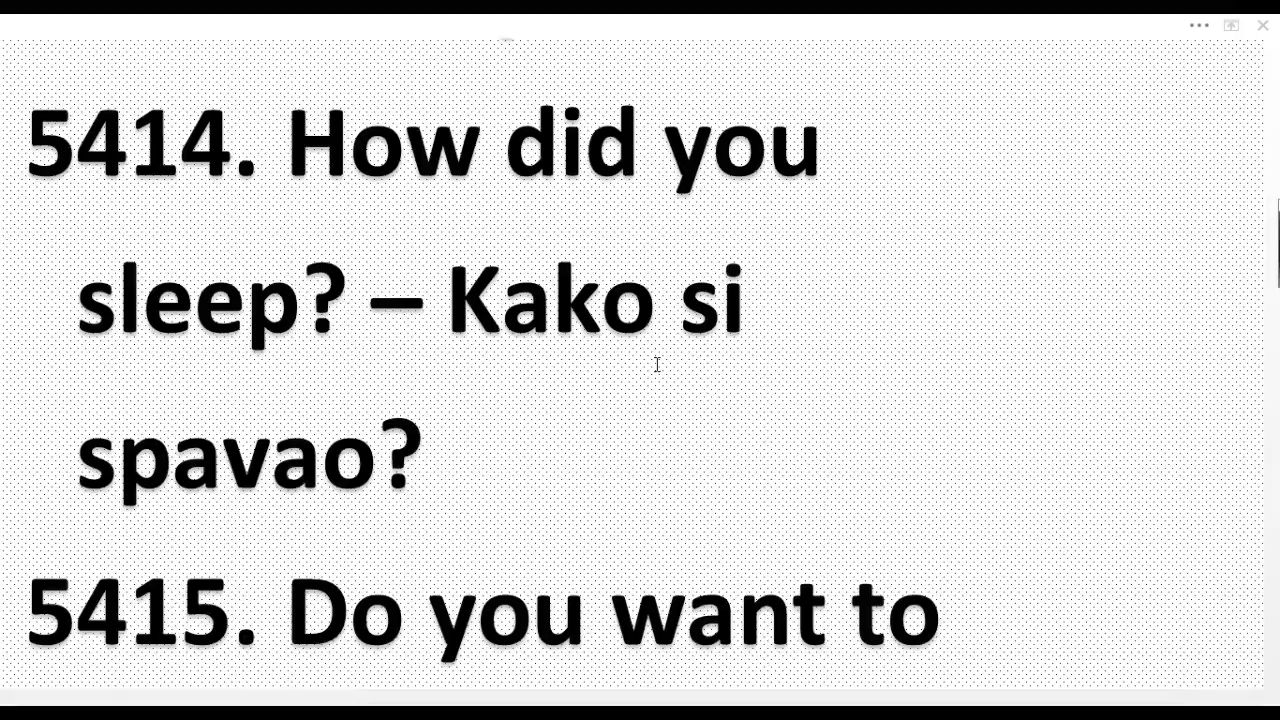 5414. How did you
sleep? – Kako si
spavao?
5415. Do you want to